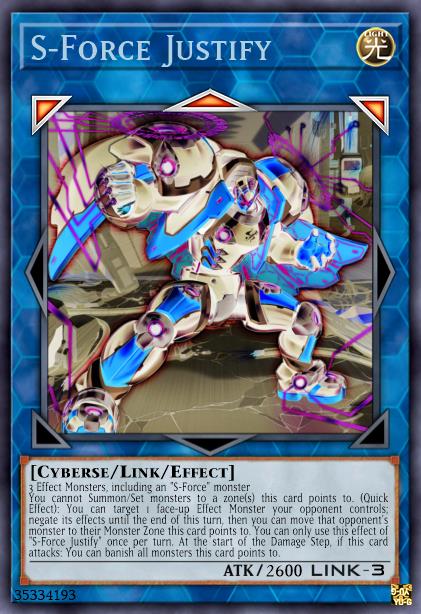 S-Force Justify
LIGHT
光
[Cyberse/Link/Effect]
3 Effect Monsters, including an "S-Force" monster
You cannot Summon/Set monsters to a zone(s) this card points to. (Quick
Effect): You can target 1 face-up Effect Monster your opponent controls;
negate its effects until the end of this turn, then you can move that opponent's
monster to their Monster Zone this card points to. You can only use this effect of
"S-Force Justify" once per turn. At the start of the Damage Step, if this card
attacks: You can banish all monsters this card points to.
ATK/2600 LINK-3
35334193